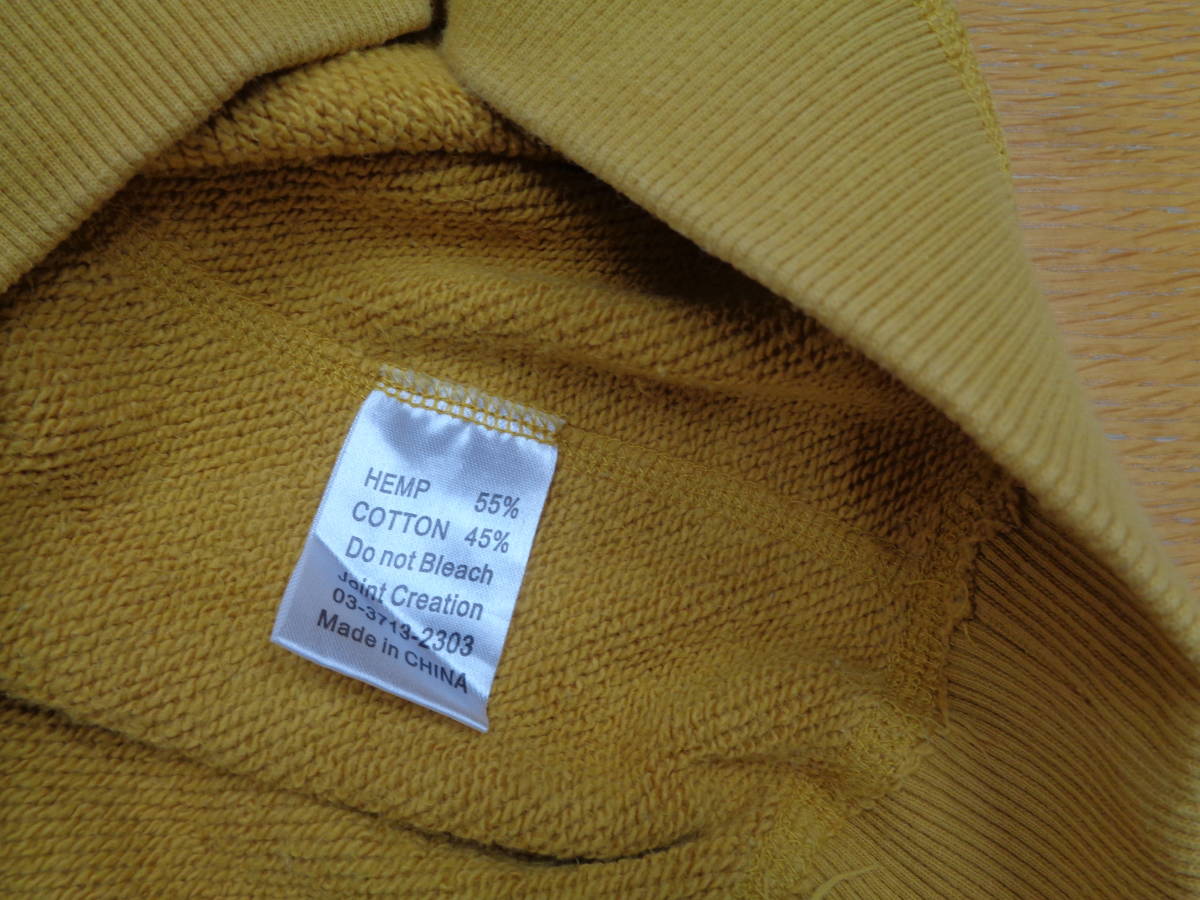 HEMP 55%
COTTON 45%
Do not Bleach
Joint Creation
03-3713-2303
Made in CHINA